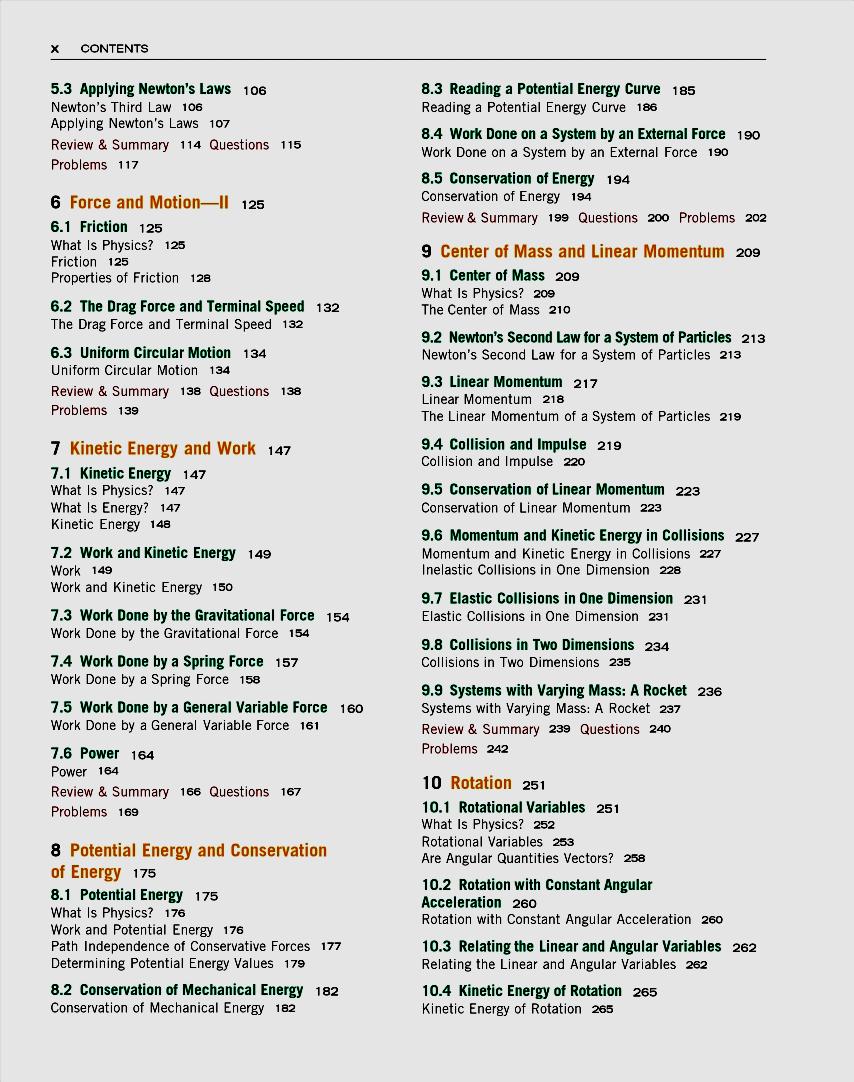 x CONTENTS
5.3 Applying Newton's Laws 106
Newton's Third Law 106
Applying Newton's Laws 107
Review & Summary 114 Questions 115
Problems 117
6 Force and Motion—II 125
6.1 Friction 125
What Is Physics? 125
Friction 125
Properties of Friction 128
6.2 The Drag Force and Terminal Speed 132
The Drag Force and Terminal Speed 132
6.3 Uniform Circular Motion 134
Uniform Circular Motion 134
Review & Summary 138 Questions 138
Problems 139
7 Kinetic Energy and Work 147
7.1 Kinetic Energy 147
What Is Physics? 147
What Is Energy? 147
Kinetic Energy 148
7.2 Work and Kinetic Energy 149
Work 149
Work and Kinetic Energy 150
7.3 Work Done by the Gravitational Force 154
Work Done by the Gravitational Force 154
7.4 Work Done by a Spring Force 157
Work Done by a Spring Force 158
7.5 Work Done by a General Variable Force 160
Work Done by a General Variable Force 161
7.6 Power 164
Power 164
Review & Summary 166 Questions 167
Problems 169
8 Potential Energy and Conservation
of Energy 175
8.1 Potential Energy 175
What Is Physics? 176
Work and Potential Energy 176
Path Independence of Conservative Forces 177
Determining Potential Energy Values 179
8.2 Conservation of Mechanical Energy 182
Conservation of Mechanical Energy 182
8.3 Reading a Potential Energy Curve 185
Reading a Potential Energy Curve 186
8.4 Work Done on a System by an External Force 190
Work Done on a System by an External Force 190
8.5 Conservation of Energy 194
Conservation of Energy 194
Review & Summary 199 Questions 200 Problems 202
9 Center of Mass and Linear Momentum 209
9.1 Center of Mass 209
What Is Physics? 209
The Center of Mass 210
9.2 Newton's Second Law for a System of Particles 213
Newton's Second Law for a System of Particles 213
9.3 Linear Momentum 217
Linear Momentum 218
The Linear Momentum of a System of Particles 219
9.4 Collision and Impulse 219
Collision and Impulse 220
9.5 Conservation of Linear Momentum 223
Conservation of Linear Momentum 223
9.6 Momentum and Kinetic Energy in Collisions 227
Momentum and Kinetic Energy in Collisions 227
Inelastic Collisions in One Dimension 228
9.7 Elastic Collisions in One Dimension 231
Elastic Collisions in One Dimension 231
9.8 Collisions in Two Dimensions 234
Collisions in Two Dimensions 235
9.9 Systems with Varying Mass: A Rocket 236
Systems with Varying Mass: A Rocket 237
Review & Summary 239 Questions 240
Problems 242
10 Rotation 251
10.1 Rotational Variables 251
What Is Physics? 252
Rotational Variables 253
Are Angular Quantities Vectors? 258
10.2 Rotation with Constant Angular
Acceleration 260
Rotation with Constant Angular Acceleration 260
10.3 Relating the Linear and Angular Variables 262
Relating the Linear and Angular Variables 262
10.4 Kinetic Energy of Rotation 265
Kinetic Energy of Rotation 265